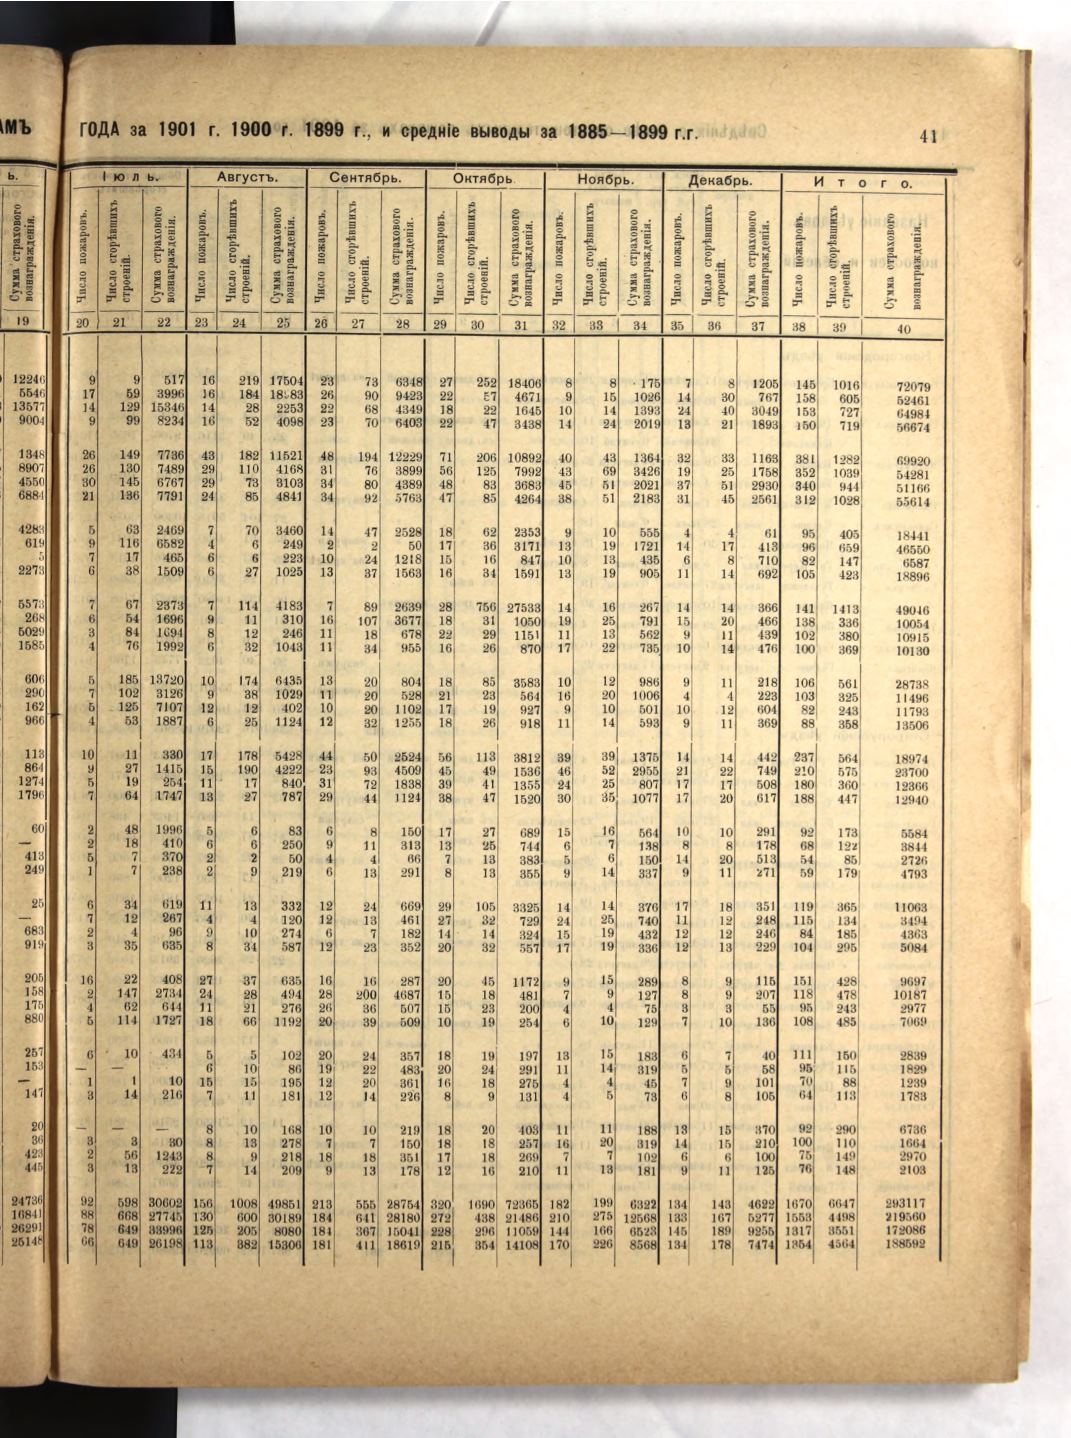 АМЪ ГОДА за 1901 г. 1900 г. 1899 г., и средніе выводы за 1885—1899 г.г. 41
ь. Іюль. Августъ. Сентябрь. Октябрь. Ноябрь. Декабрь. Итого.
Сумма страхового вознагражденія. Число пожаровъ. Число сгорѣвшихъ строеній. Сумма страхового вознагражденія. Число пожаровъ. Число сгорѣвшихъ строеній. Сумма страхового вознагражденія. Число пожаровъ. Число сгорѣвшихъ строеній. Сумма страхового вознагражденія. Число пожаровъ. Число сгорѣвшихъ строеній. Сумма страхового вознагражденія. Число пожаровъ. Число сгорѣвшихъ строеній. Сумма страхового вознагражденія. Число пожаровъ. Число сгорѣвшихъ строеній. Сумма страхового вознагражденія. Число пожаровъ. Число сгорѣвшихъ строеній. Сумма страхового вознагражденія.
19 20 21 22 23 24 25 26 27 28 29 30 31 32 33 34 35 36 37 38 39 40
12246 9 9 517 16 219 17504 23 73 6348 27 252 18406 8 8 175 7 8 1205 145 1016 72079
5546 17 59 3996 16 184 18583 26 90 9423 22 57 4671 9 15 1026 14 30 767 158 605 52461
13577 14 129 15346 14 28 2253 22 68 4349 18 22 1645 10 14 1393 24 40 3049 153 727 64984
9004 9 99 8234 16 52 4098 23 70 6403 22 47 3438 14 24 2019 13 21 1893 150 719 56674
1348 26 149 7736 43 182 11521 48 194 12229 71 206 10892 40 43 1364 32 33 1163 381 1282 69920
8907 26 130 7489 29 110 4168 31 76 3899 56 125 7992 43 69 3426 19 25 1758 352 1039 54281
4550 30 145 6767 29 73 3103 34 80 4389 48 83 3683 45 51 2021 37 51 2930 340 944 51166
6884 21 136 7791 24 85 4841 34 92 5763 47 85 4264 38 51 2183 31 45 2561 312 1028 55614
4283 5 63 2469 7 70 3460 14 47 2528 18 62 2353 9 10 555 4 4 61 95 405 18441
619 9 116 6582 4 6 249 2 2 50 17 36 3171 13 19 1721 14 17 413 96 659 46550
5 7 17 465 6 6 223 10 24 1218 15 16 847 10 13 435 6 8 710 82 147 6587
2273 6 38 1509 6 27 1025 13 37 1563 16 34 1591 13 19 905 11 14 692 105 423 18896
5573 7 67 2373 7 114 4183 7 89 2639 28 756 27533 14 16 267 14 14 366 141 1413 49046
268 6 54 1696 9 11 310 16 107 3677 18 31 1050 19 25 791 15 20 466 138 336 10054
5029 3 84 1694 8 12 246 11 18 678 22 29 1151 11 13 562 9 11 439 102 380 10915
1585 4 76 1992 6 32 1043 11 34 955 16 26 870 17 22 735 10 14 476 100 369 10130
606 5 185 13720 10 174 6435 13 20 804 18 85 3583 10 12 986 9 11 218 106 561 28738
290 7 102 3126 9 38 1029 11 20 528 21 23 564 16 20 1006 4 4 223 103 325 11496
162 5 125 7107 12 12 402 10 20 1102 17 19 927 9 10 501 10 12 604 82 243 11793
966 4 53 1887 6 25 1124 12 32 1255 18 26 918 11 14 593 9 11 369 88 358 13506
113 10 11 330 17 178 5428 44 50 2524 56 113 3812 39 39 1375 14 14 442 237 564 18974
864 9 27 1415 15 190 4222 23 93 4509 45 49 1536 46 52 2955 21 22 749 210 575 23700
1274 5 19 254 11 17 840 31 72 1838 39 41 1355 24 25 807 17 17 508 180 360 12366
1796 7 64 1747 13 27 787 29 44 1124 38 47 1520 30 35 1077 17 20 617 188 447 12940
60 2 48 1996 5 6 83 6 8 150 17 27 689 15 16 564 10 10 291 92 173 5584
— 2 18 410 6 6 250 9 11 313 13 25 744 6 7 138 8 8 178 68 122 3844
413 5 7 370 2 2 50 4 4 66 7 13 383 5 6 150 14 20 513 54 85 2726
249 1 7 238 2 9 219 6 13 291 8 13 355 9 14 337 9 11 271 59 179 4793
25 6 34 619 11 13 332 12 24 669 29 105 3325 14 14 376 17 18 351 119 365 11063
— 7 12 267 4 4 120 12 13 461 27 32 729 24 25 740 11 12 248 115 134 3494
683 2 4 96 9 10 274 6 7 182 14 14 324 15 19 432 12 12 246 84 185 4363
919 3 35 635 8 34 587 12 23 352 20 32 557 17 19 336 12 13 229 104 295 5084
205 16 22 408 27 37 635 16 16 287 20 45 1172 9 15 289 8 9 115 151 428 9697
158 2 147 2734 24 28 494 28 200 4687 15 18 481 7 9 127 8 9 207 118 478 10187
175 4 62 644 11 21 276 26 36 507 15 23 200 4 4 75 3 3 55 95 243 2977
880 5 114 1727 18 66 1192 20 39 509 10 19 254 6 10 129 7 10 136 108 485 7069
257 6 10 434 5 5 102 20 24 357 18 19 197 13 15 183 6 7 40 111 150 2839
153 — — 6 10 86 19 22 483 20 24 291 11 14 319 5 5 58 95 115 1829
— 1 1 10 15 15 195 12 20 361 16 18 275 4 4 45 7 9 101 70 88 1239
147 3 14 216 7 11 181 12 14 226 8 9 131 4 5 73 6 8 105 64 113 1783
20 — — — 8 10 168 10 10 219 18 20 403 11 11 188 13 15 370 92 290 6736
36 3 3 30 8 13 278 7 7 150 18 18 257 16 20 319 14 15 210 100 110 1664
423 2 56 1243 8 9 218 18 18 351 17 18 269 7 7 102 6 6 100 75 149 2970
445 3 13 222 7 14 209 9 13 178 12 16 210 11 13 181 9 11 125 76 148 2103
24736 92 598 30602 156 1008 49851 213 555 28754 320 1690 72365 182 199 6322 134 143 4622 1670 6647 293117
16841 88 668 27745 130 600 30189 184 641 28180 272 438 21486 210 275 12568 133 167 5277 1553 4498 219560
26291 78 649 33996 125 205 8080 184 367 15041 228 296 11059 144 166 6523 145 189 9255 1317 3551 172086
25148 66 649 26198 113 382 15306 181 411 18619 215 354 14108 170 226 8568 134 178 7474 1354 4564 188592